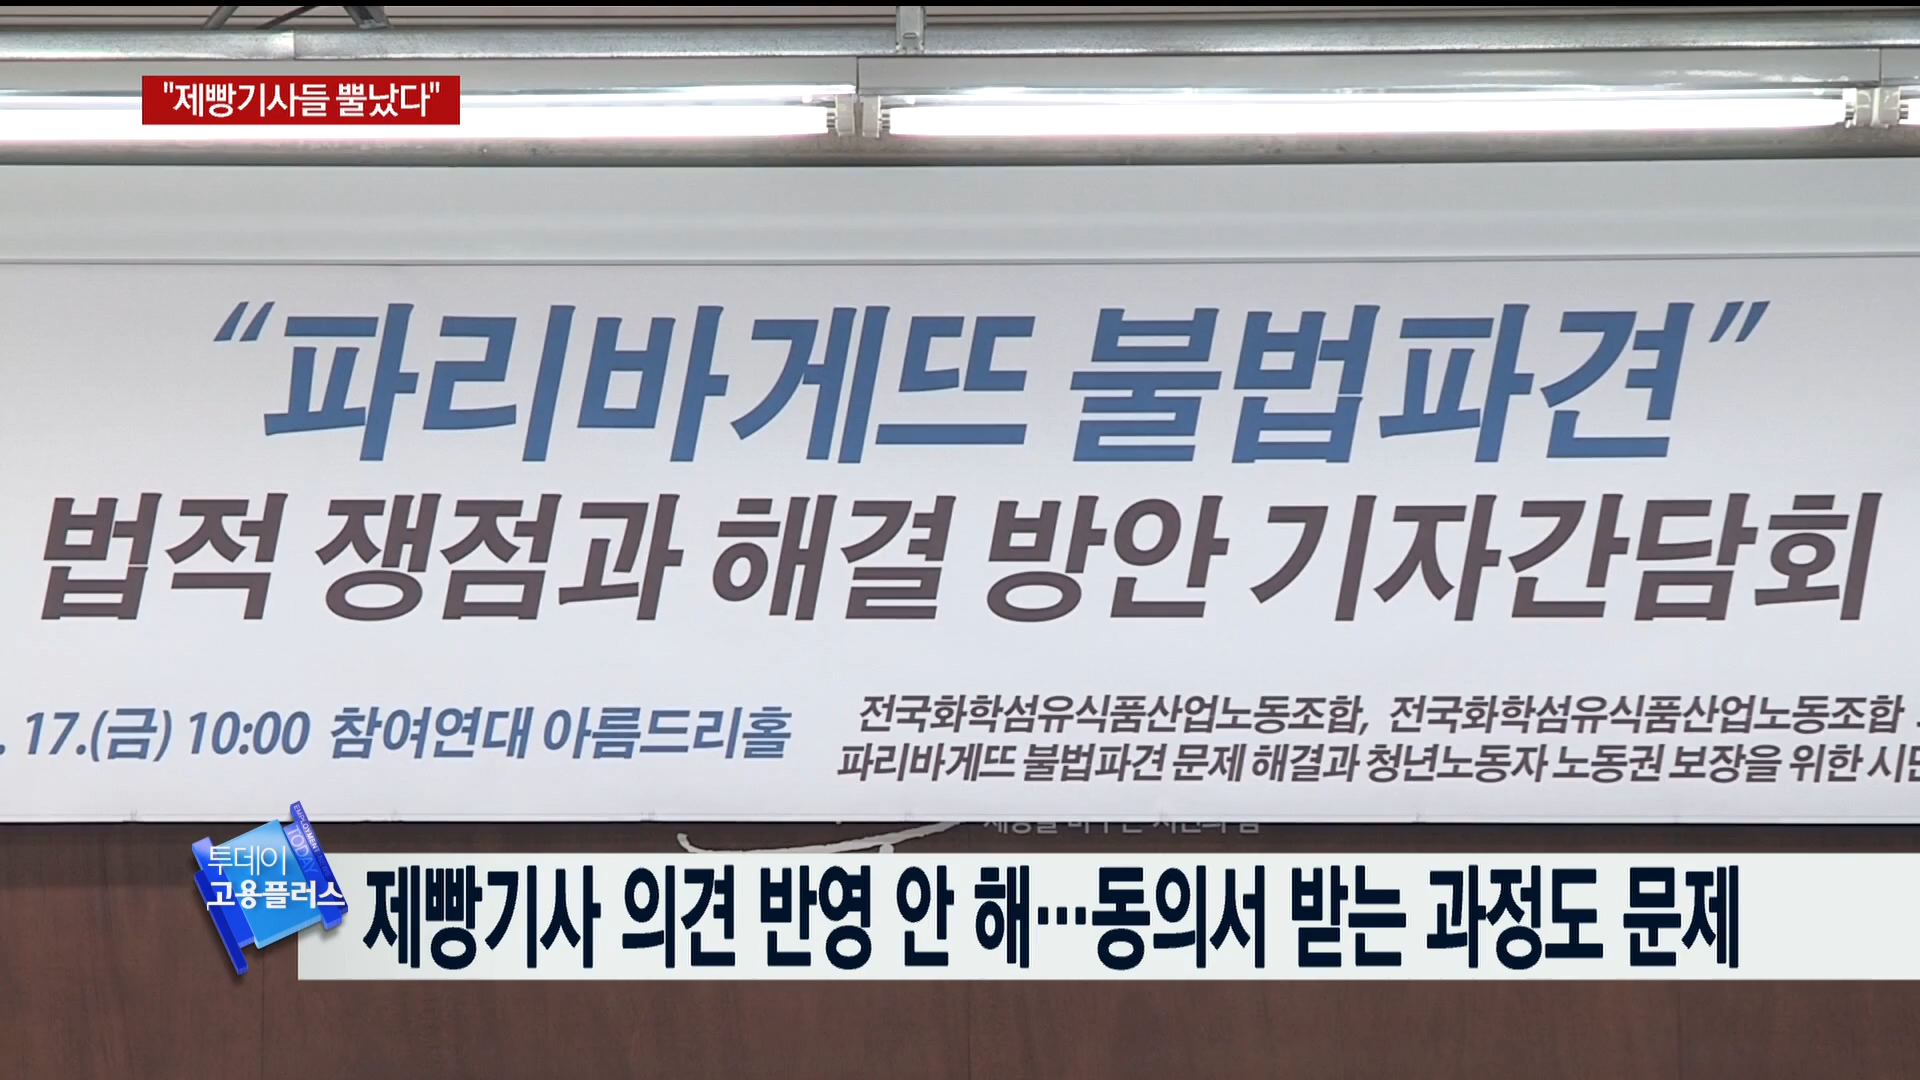 "제빵기사들 뿔났다"
“파리바게뜨 불법파견”
법적 쟁점과 해결 방안 기자간담회
. 17.(금) 10:00 참여연대 아름드리홀
전국화학섬유식품산업노동조합, 전국화학섬유식품산업노동조합
파리바게뜨 불법파견 문제 해결과 청년노동자 노동권 보장을 위한 시민
EMPLOYMENT
TODAY
투데이
고용플러스
제빵기사 의견 반영 안 해…동의서 받는 과정도 문제